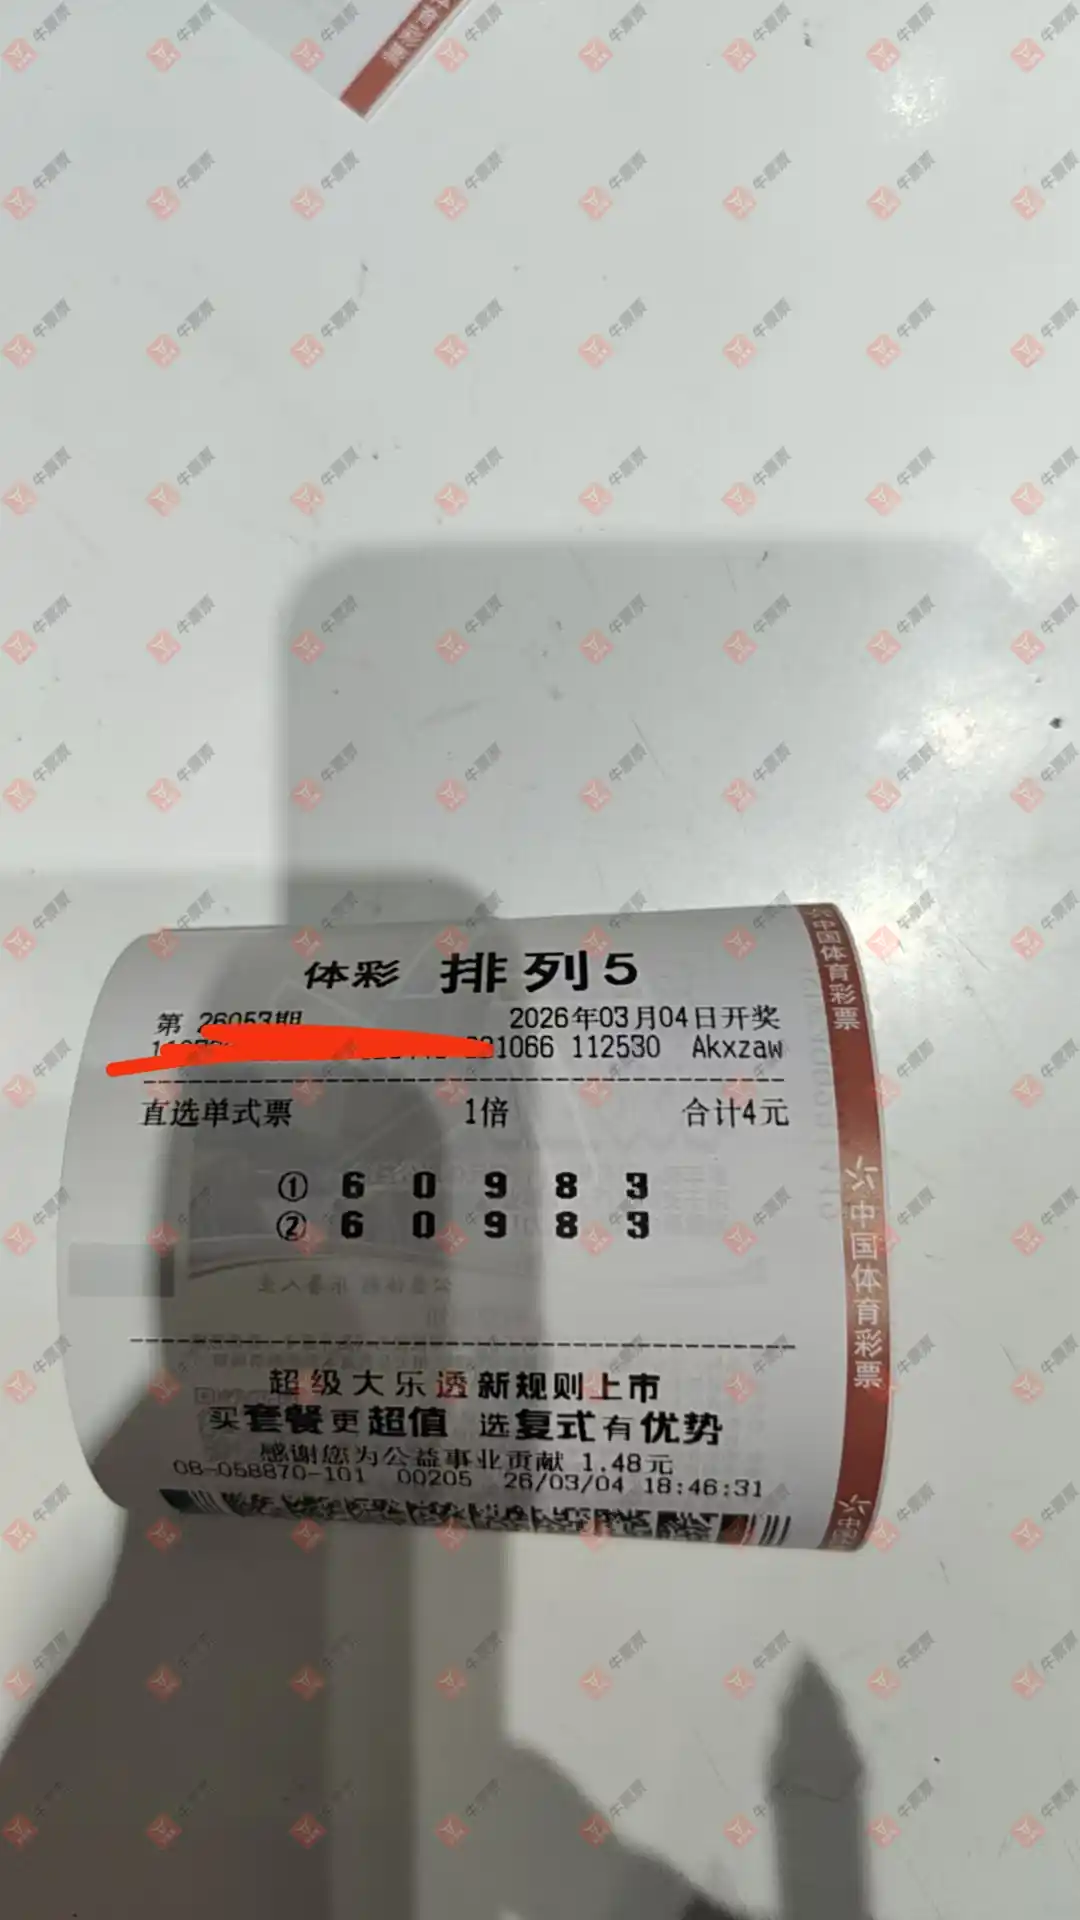 体彩 排列5
第 26053期 2026年03月04日开奖
1066 112530 Akxzaw
直选单式票 1倍 合计4元
① 6 0 9 8 3
② 6 0 9 8 3
超级大乐透新规则上市
买套餐更超值 选复式有优势
感谢您为公益事业贡献 1.48元
08-058870-101 00205 26/03/04 18:46:31
中国体育彩票
中国体育彩票
牛票票